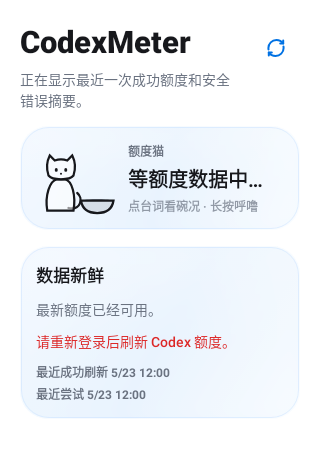 CodexMeter
正在显示最近一次成功额度和安全
错误摘要。
额度猫
等额度数据中...
点台词看碗况 · 长按呼噜
数据新鲜
最新额度已经可用。
请重新登录后刷新 Codex 额度。
最近成功刷新 5/23 12:00
最近尝试 5/23 12:00